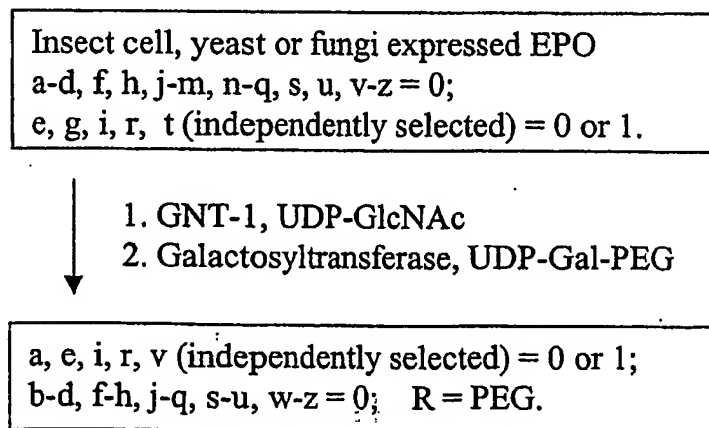 Insect cell, yeast or fungi expressed EPO
a-d, f, h, j-m, n-q, s, u, v-z = 0;
e, g, i, r, t (independently selected) = 0 or 1.
1. GNT-1, UDP-GlcNAc
2. Galactosyltransferase, UDP-Gal-PEG
a, e, i, r, v (independently selected) = 0 or 1;
b-d, f-h, j-q, s-u, w-z = 0; R = PEG.